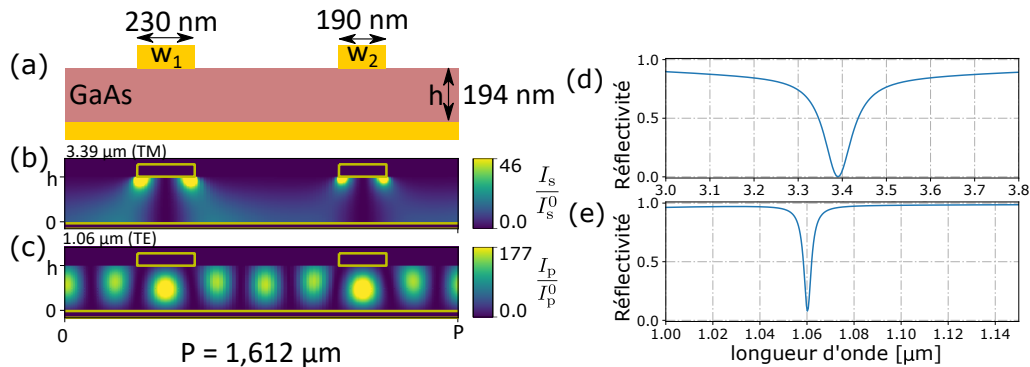 230 nm
190 nm
(a)
w1
w2
GaAs
h
194 nm
(b)
3.39 µm (TM)
h
0
46
0.0
Is
I0s
(c)
1.06 µm (TE)
h
0
177
0.0
Ip
I0p
0
P
P = 1,612 µm
(d)
Réflectivité
1.0
0.5
0.0
3.0 3.1 3.2 3.3 3.4 3.5 3.6 3.7 3.8
(e)
Réflectivité
1.0
0.5
0.0
1.00 1.02 1.04 1.06 1.08 1.10 1.12 1.14
longueur d'onde [µm]